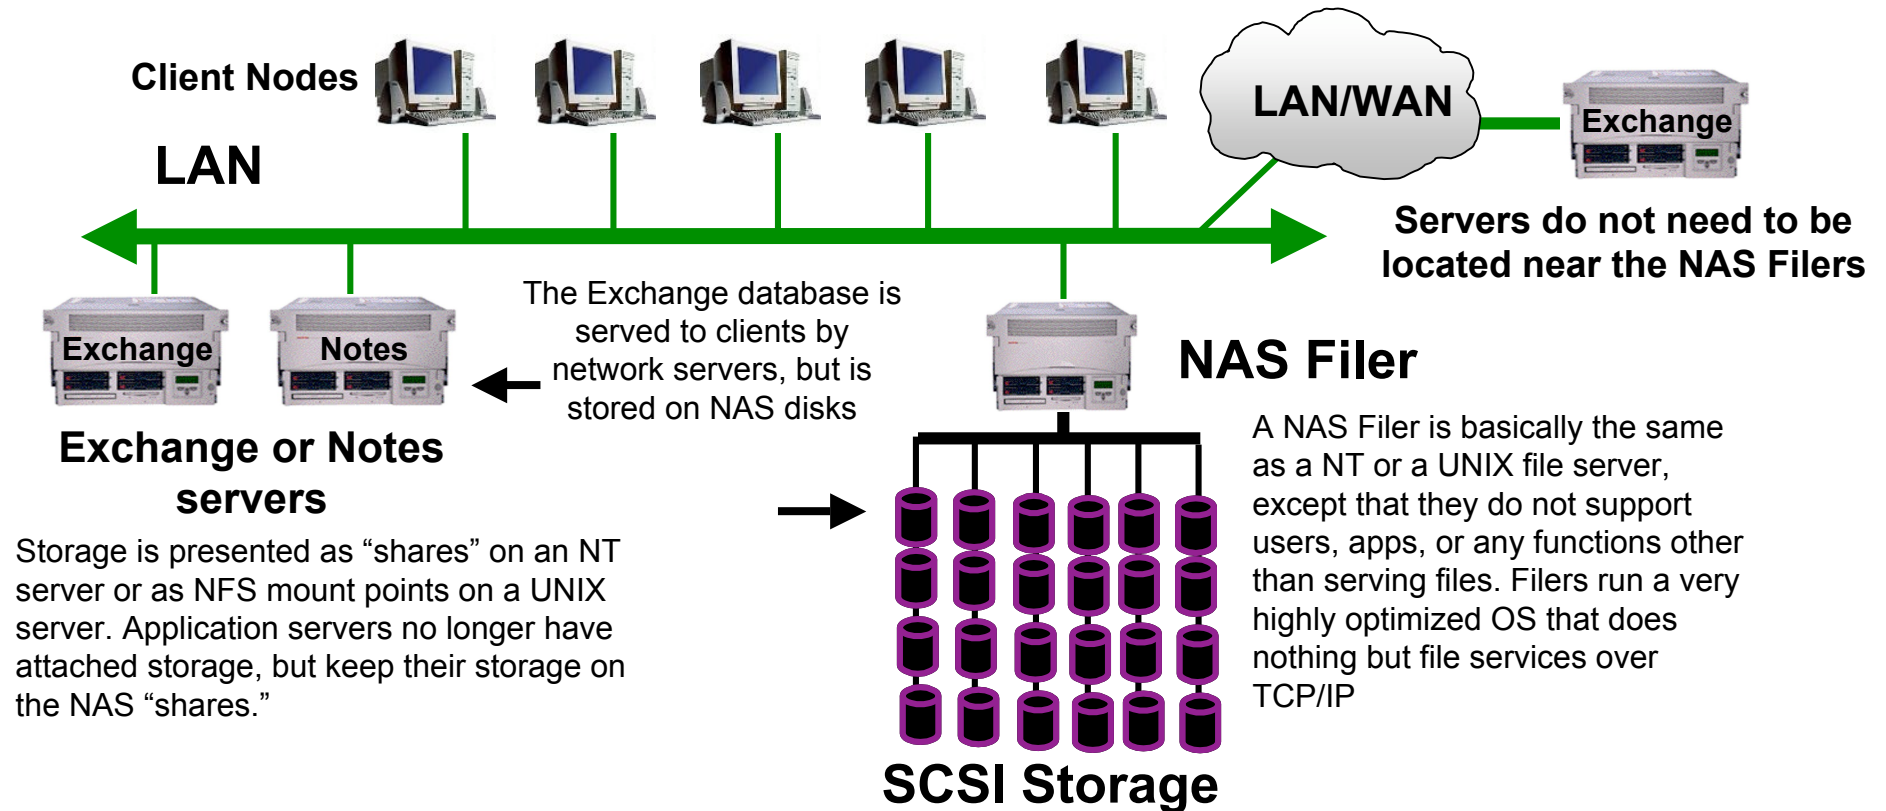 Client Nodes
LAN/WAN
Exchange
LAN
Servers do not need to be
located near the NAS Filers
Exchange
Notes
The Exchange database is
served to clients by
network servers, but is
stored on NAS disks
NAS Filer
Exchange or Notes
servers
Storage is presented as “shares” on an NT
server or as NFS mount points on a UNIX
server. Application servers no longer have
attached storage, but keep their storage on
the NAS “shares.”
A NAS Filer is basically the same
as a NT or a UNIX file server,
except that they do not support
users, apps, or any functions other
than serving files. Filers run a very
highly optimized OS that does
nothing but file services over
TCP/IP
SCSI Storage